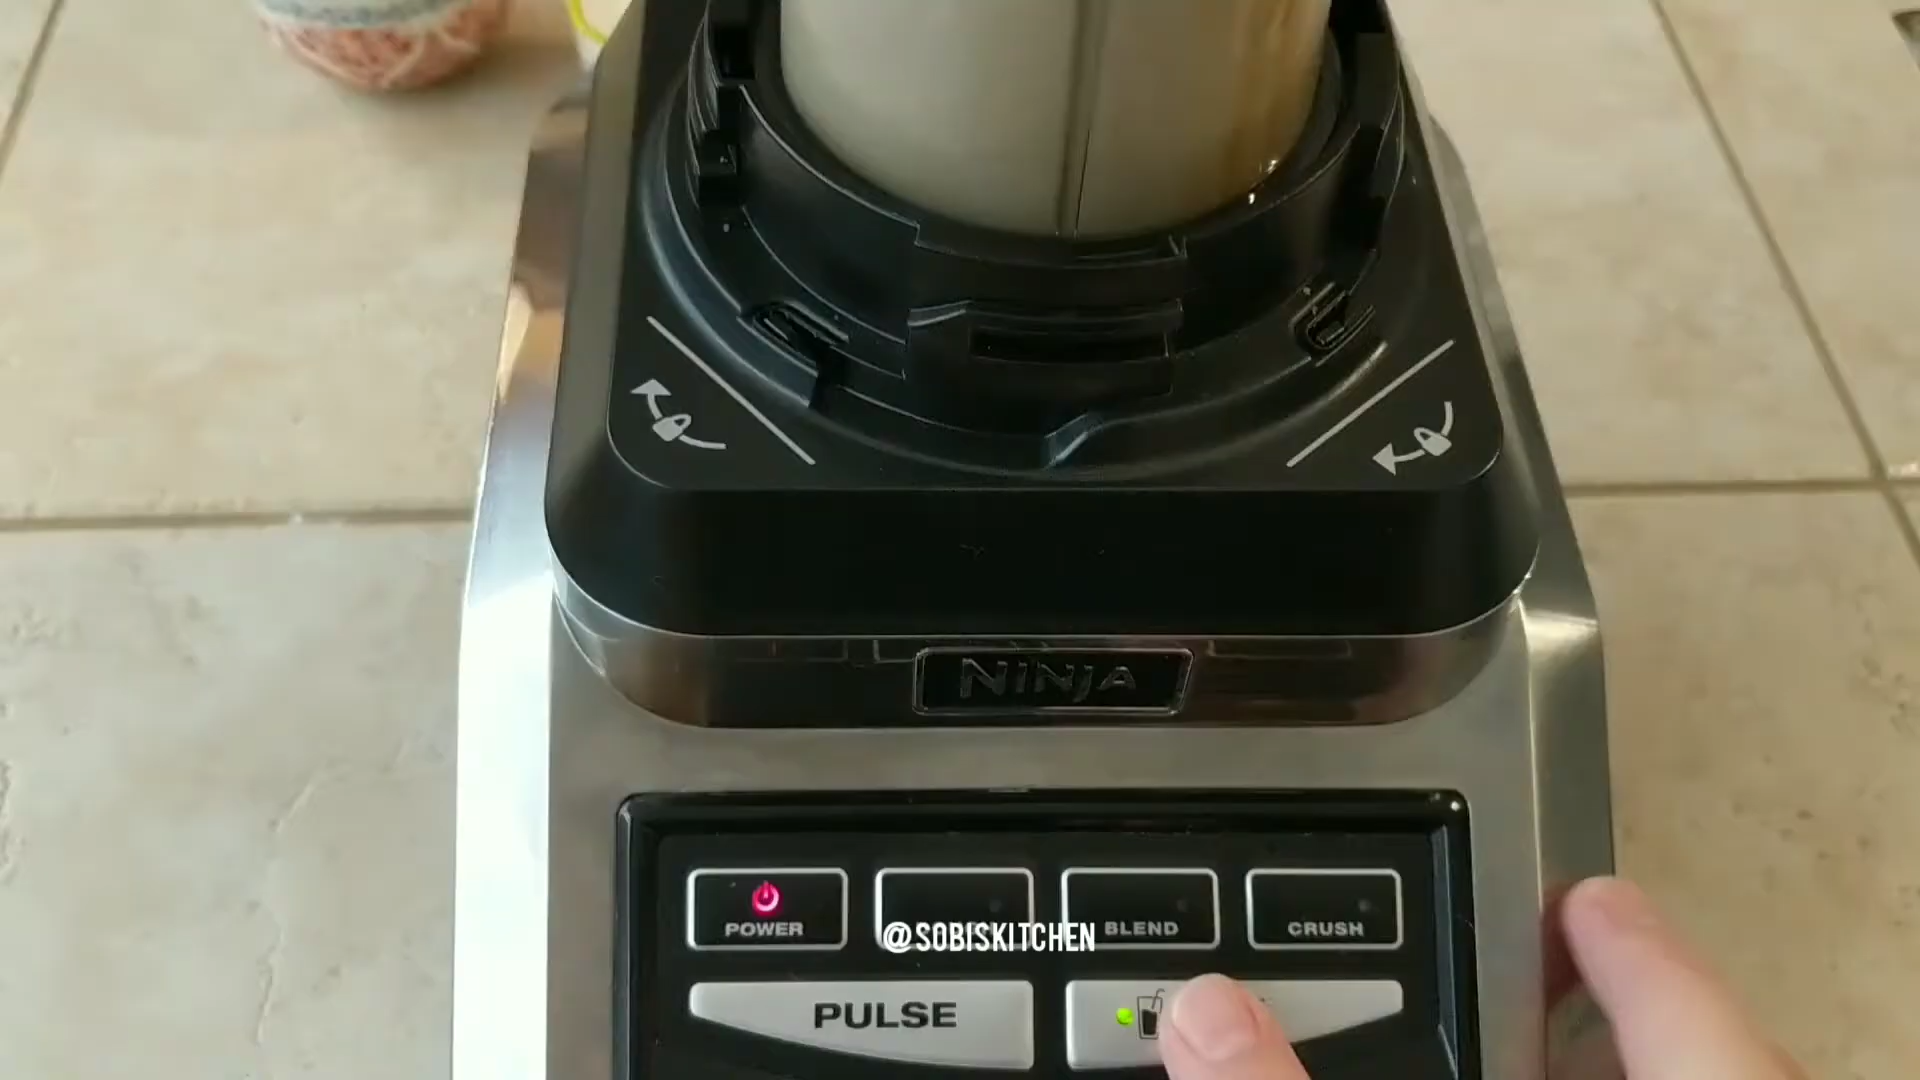 NINJA
POWER
BLEND
CRUSH
@SOBISKITCHEN
PULSE